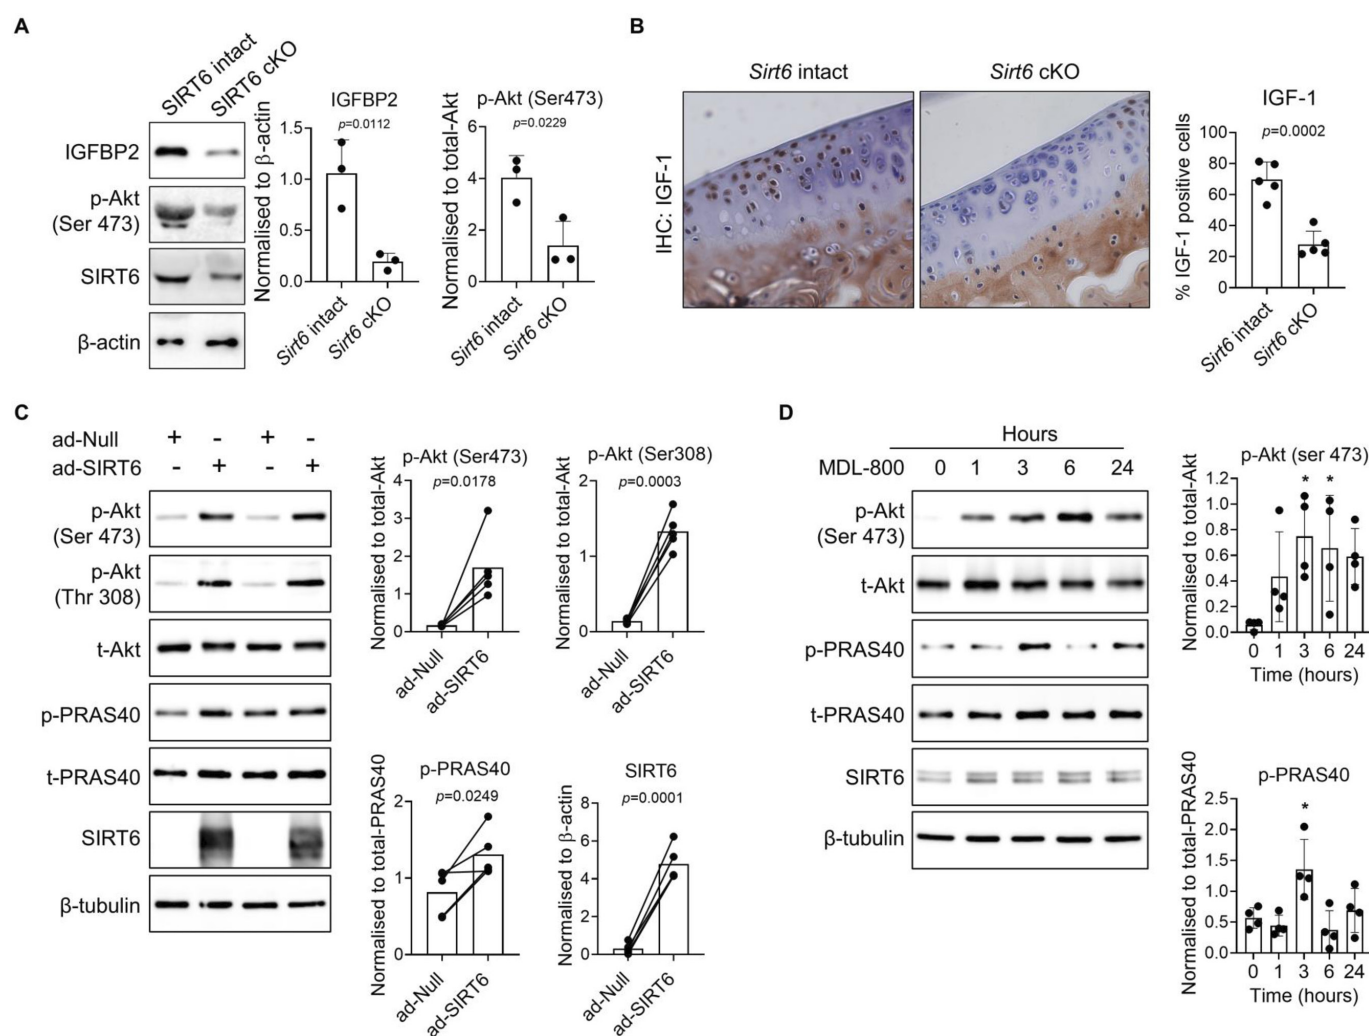 A
SIRT6 intact
SIRT6 cKO
IGFBP2
p-Akt
(Ser 473)
SIRT6
β-actin
IGFBP2
p=0.0112
Normalised to β-actin
1.5
1.0
0.5
0.0
Sirt6 intact
Sirt6 cKO
p-Akt (Ser473)
p=0.0229
Normalised to total-Akt
6
4
2
0
Sirt6 intact
Sirt6 cKO
B
Sirt6 intact
Sirt6 cKO
IHC: IGF-1
IGF-1
p=0.0002
% IGF-1 positive cells
100
80
60
40
20
0
Sirt6 intact
Sirt6 cKO
C
ad-Null + - + -
ad-SIRT6 - + - +
p-Akt
(Ser 473)
p-Akt
(Thr 308)
t-Akt
p-PRAS40
t-PRAS40
SIRT6
β-tubulin
p-Akt (Ser473)
p=0.0178
Normalised to total-Akt
4
3
2
1
0
ad-Null
ad-SIRT6
p-Akt (Ser308)
p=0.0003
Normalised to total-Akt
2.0
1.5
1.0
0.5
0.0
ad-Null
ad-SIRT6
p-PRAS40
p=0.0249
Normalised to total-PRAS40
2
1
0
ad-Null
ad-SIRT6
SIRT6
p=0.0001
Normalised to β-actin
8
6
4
2
0
ad-Null
ad-SIRT6
D
Hours
MDL-800 0 1 3 6 24
p-Akt
(Ser 473)
t-Akt
p-PRAS40
t-PRAS40
SIRT6
β-tubulin
p-Akt (ser 473)
Normalised to total-Akt
1.2
1.0
0.8
0.6
0.4
0.2
0.0
* *
0 1 3 6 24
Time (hours)
p-PRAS40
Normalised to total-PRAS40
2.5
2.0
1.5
1.0
0.5
0.0
*
0 1 3 6 24
Time (hours)